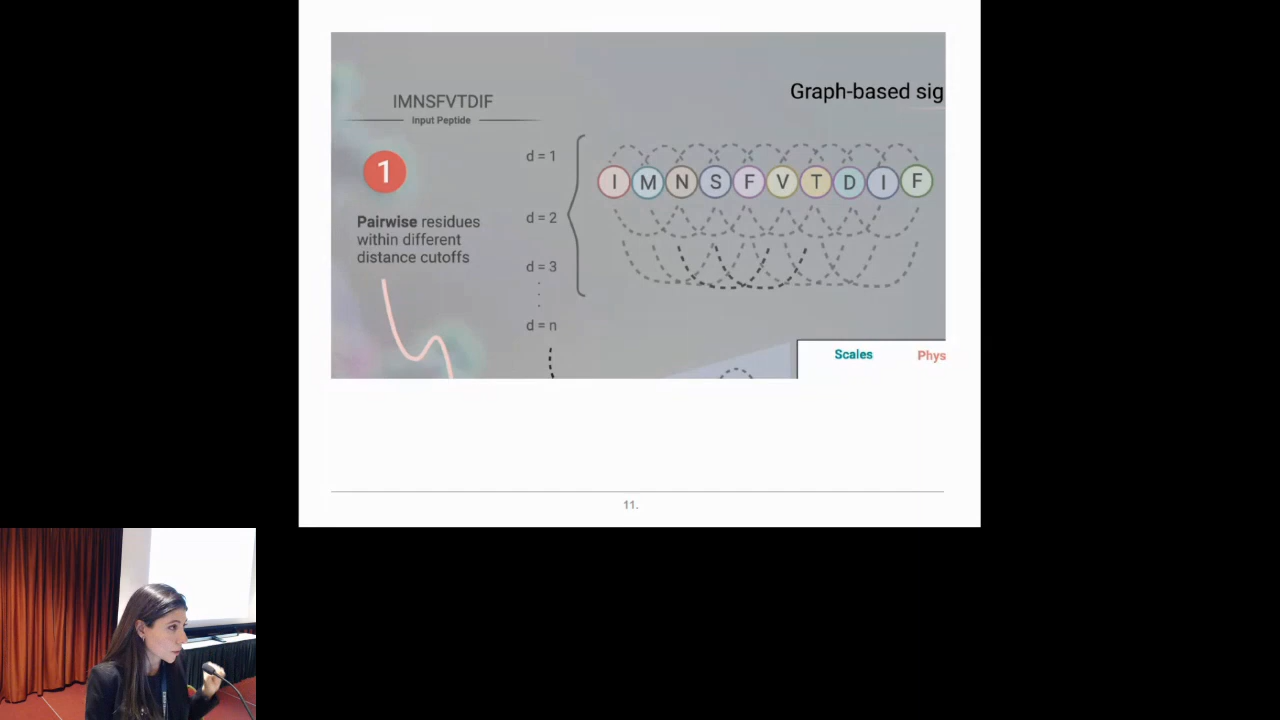 IMNSFVTDIF
Input Peptide
1
Pairwise residues
within different
distance cutoffs
Graph-based sig
d = 1
d = 2
d = 3
d = n
I M N S F V T D I F
Scales Phys
11.